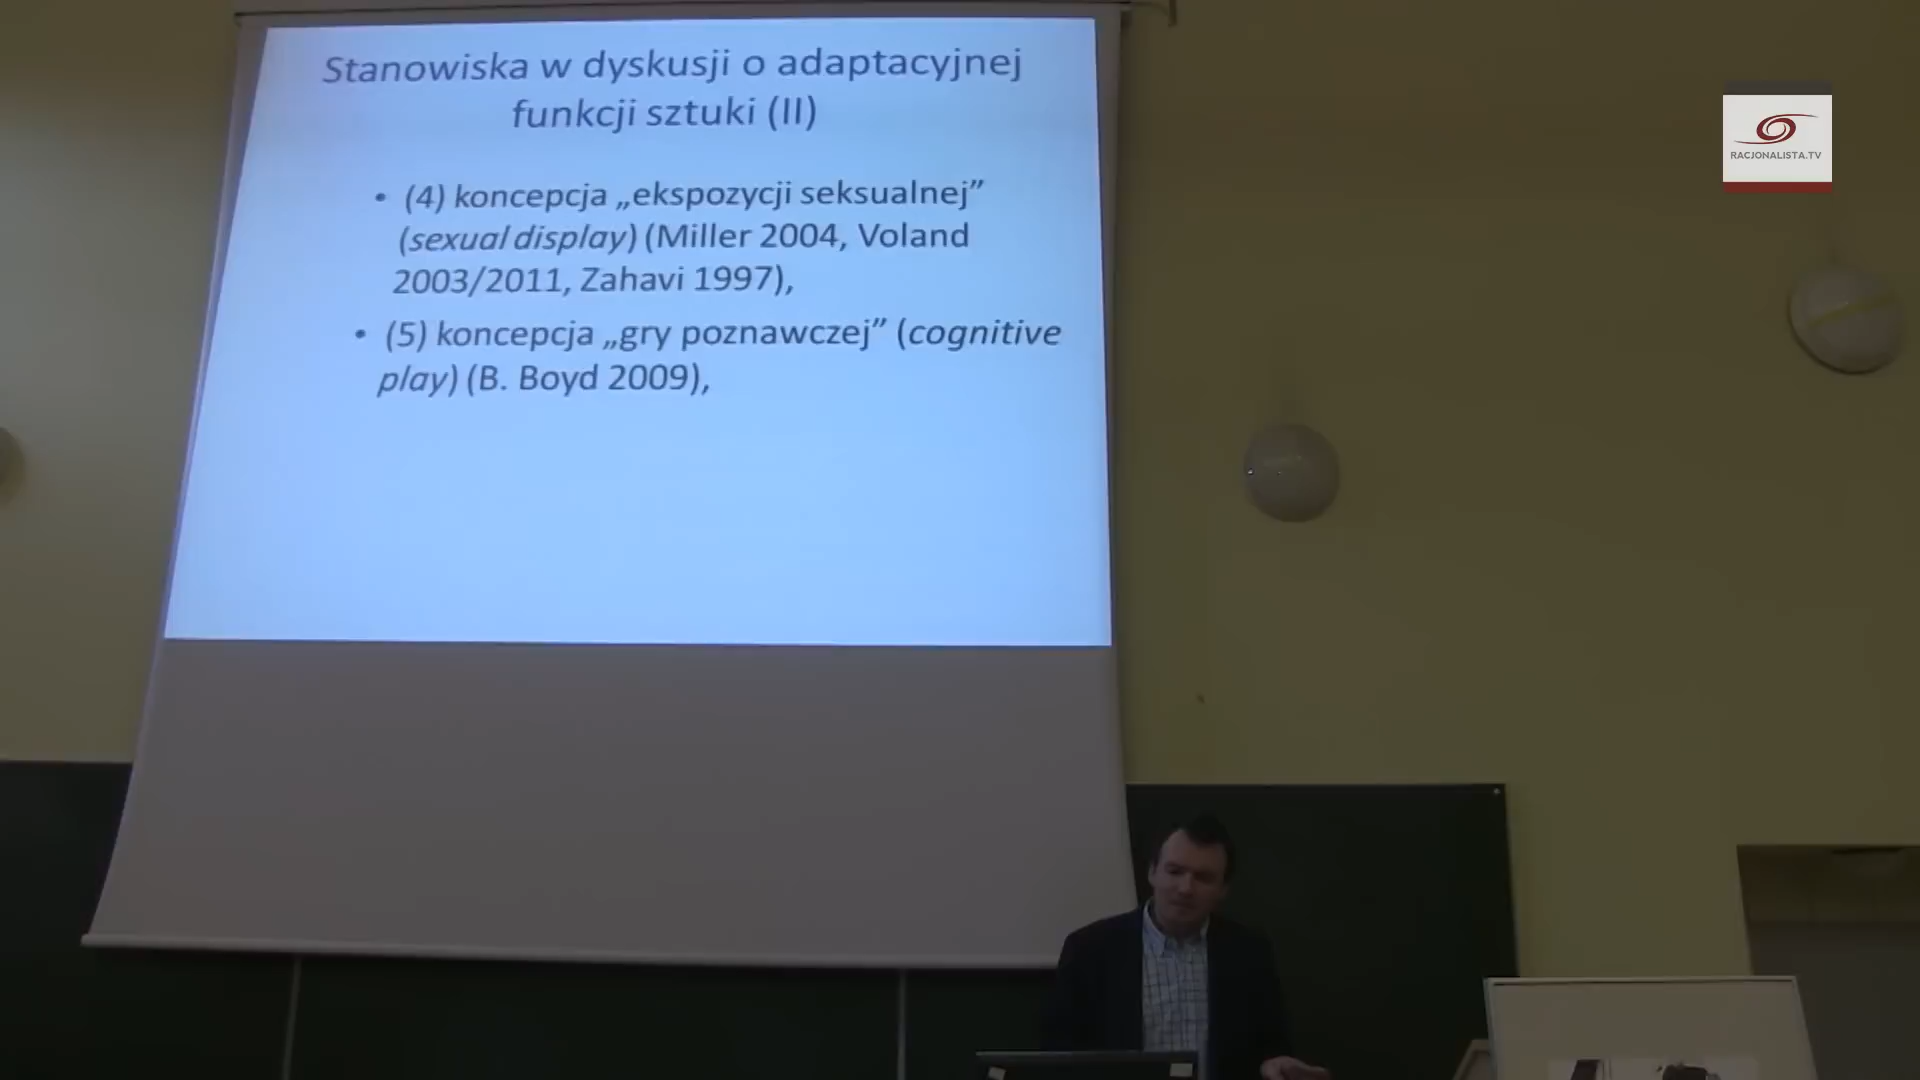 Stanowiska w dyskusji o adaptacyjnej
funkcji sztuki (II)
• (4) koncepcja „ekspozycji seksualnej”
(sexual display) (Miller 2004, Voland
2003/2011, Zahavi 1997),
• (5) koncepcja „gry poznawczej” (cognitive
play) (B. Boyd 2009),
RACJONALISTA.TV